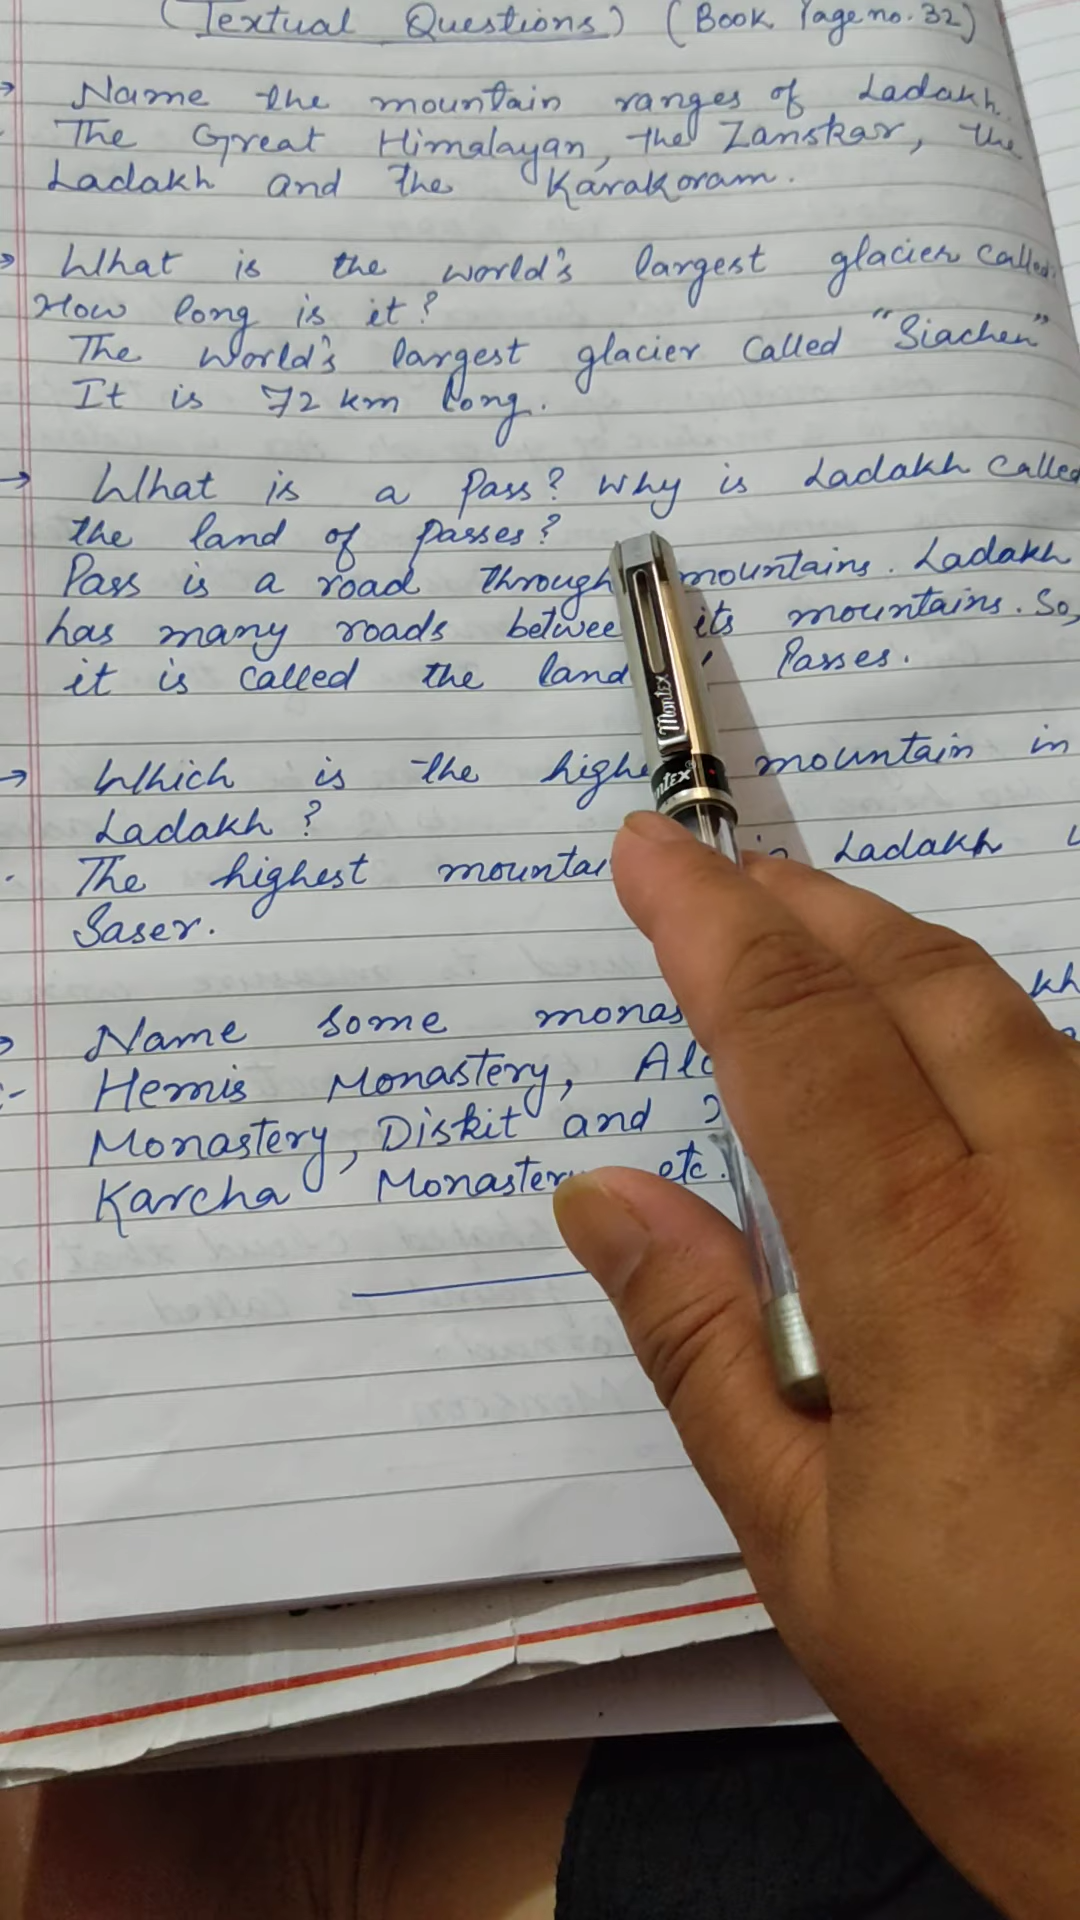 (Textual Questions) (Book Page no. 32)
Name the mountain ranges of Ladakh.
The Great Himalayan, the Zanskar, the
Ladakh and the Karakoram.
What is the world's largest glacier called.
How long is it?
The world's largest glacier called "Siachen"
It is 72 km long.
What is a Pass? Why is Ladakh called
the land of passes?
Pass is a road through mountains. Ladakh
has many roads its mountains. So,
it is called the land Passes.
Which is the mountain in
Ladakh?
The highest Ladakh
Saser.
Name some
Hemis Monastery,
Monastery, Diskit and
Karcha Monastery etc.
Montex